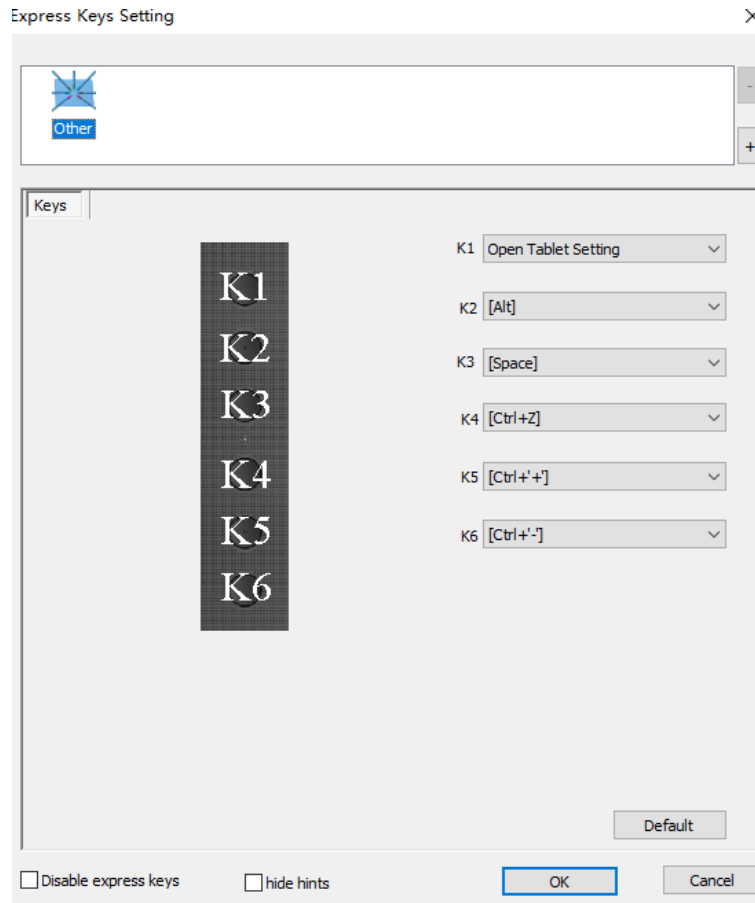 Express Keys Setting
Other
-
+
Keys
K1
K2
K3
K4
K5
K6
K1 Open Tablet Setting
K2 [Alt]
K3 [Space]
K4 [Ctrl+Z]
K5 [Ctrl+'+']
K6 [Ctrl+'-']
Default
Disable express keys
hide hints
OK
Cancel